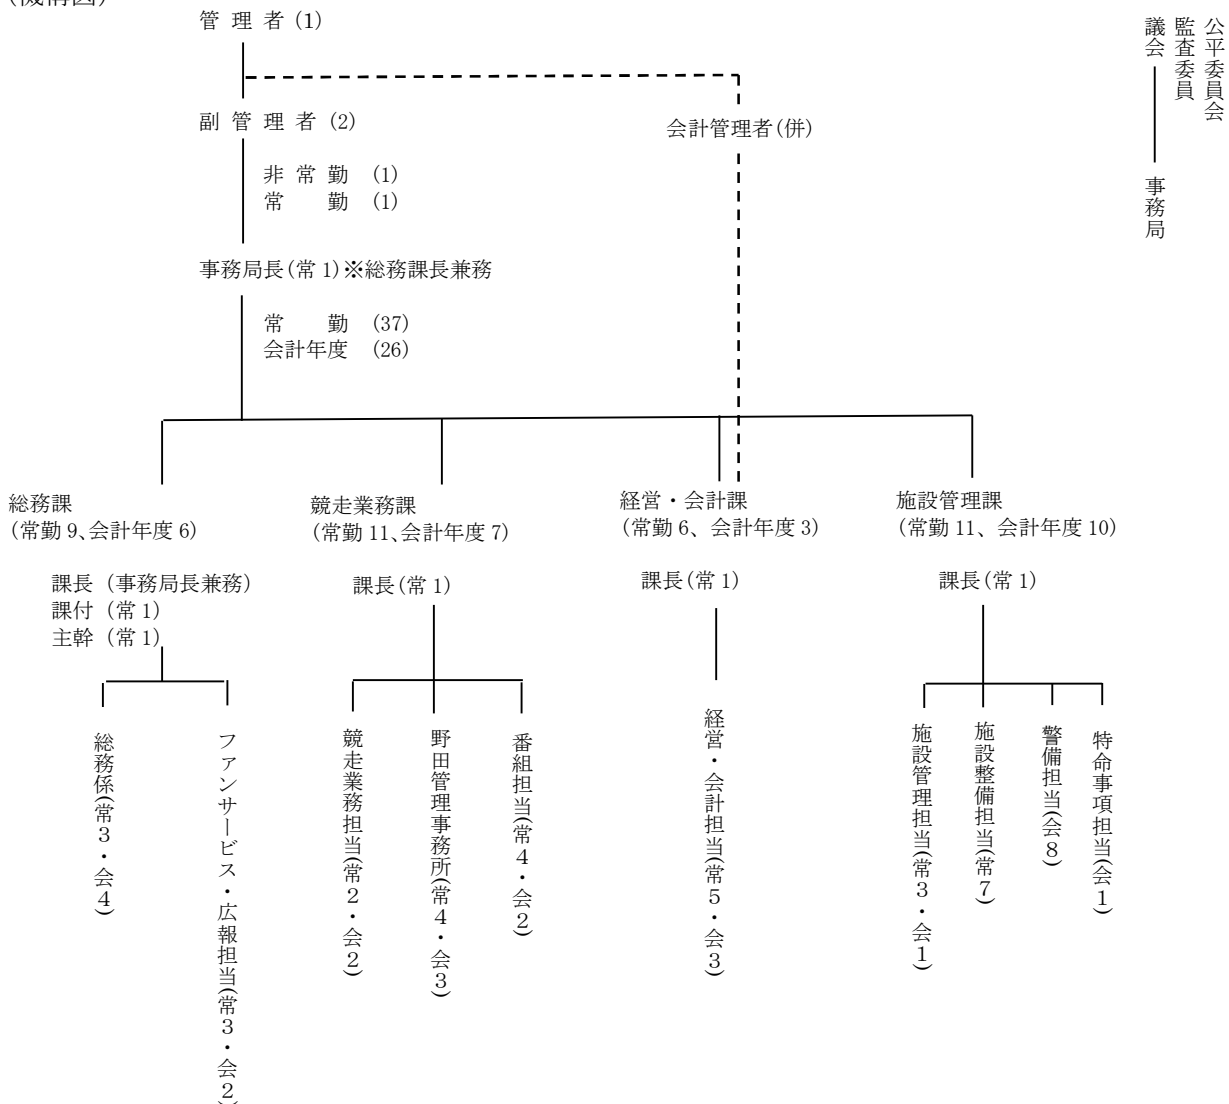 (機構図)
管 理 者 (1)
副 管 理 者 (2)
会計管理者(併)
非 常 勤 (1)
常 勤 (1)
事務局長(常 1)※総務課長兼務
常 勤 (37)
会計年度 (26)
公平委員会
監査委員
議会
事務局
総務課
(常勤 9、会計年度 6)
課長 (事務局長兼務)
課付 (常 1)
主幹 (常 1)
総務係(常3・会4)
ファンサービス・広報担当(常3・会2)
競走業務課
(常勤 11、会計年度 7)
課長(常 1)
競走業務担当(常2・会2)
野田管理事務所(常4・会3)
番組担当(常4・会2)
経営・会計課
(常勤 6、会計年度 3)
課長(常 1)
経営・会計担当(常5・会3)
施設管理課
(常勤 11、会計年度 10)
課長(常 1)
施設管理担当(常3・会1)
施設整備担当(常7)
警備担当(会8)
特命事項担当(会1)